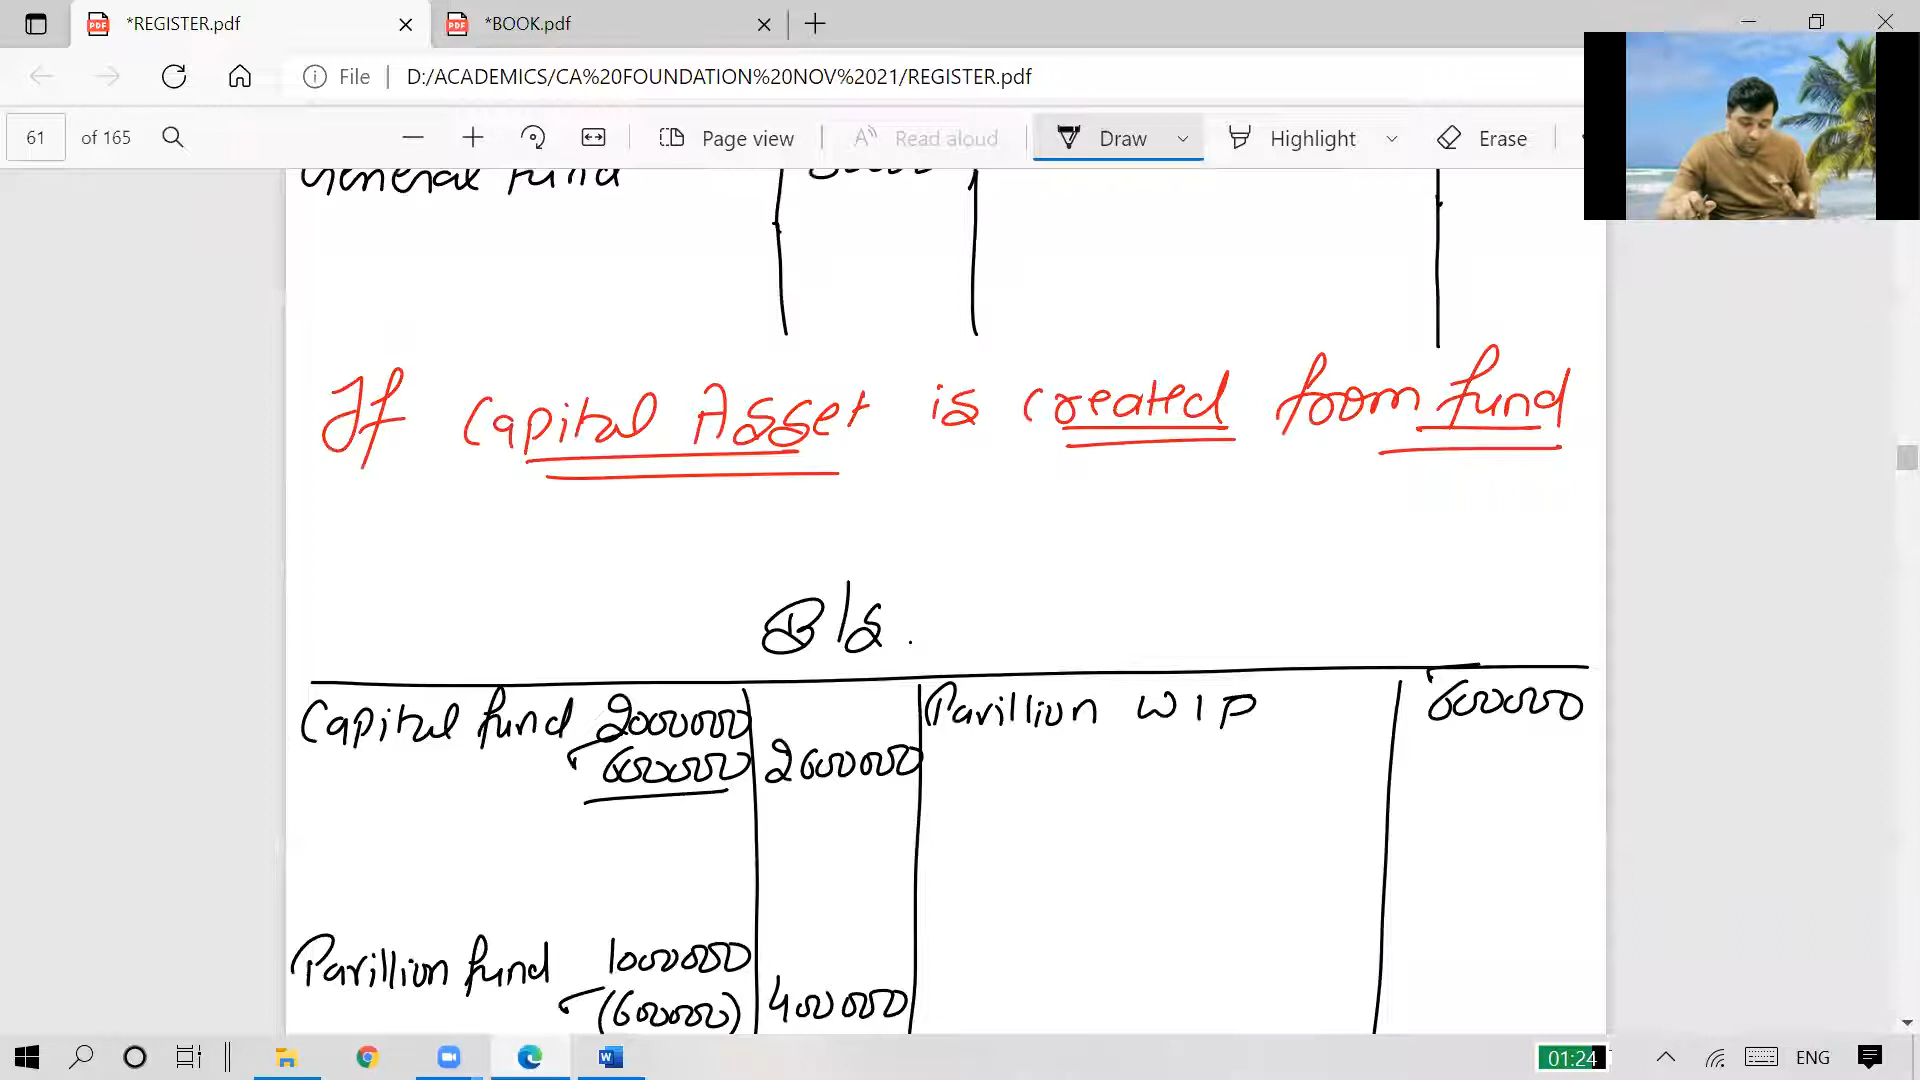 *REGISTER.pdf
*BOOK.pdf
File
D:/ACADEMICS/CA%20FOUNDATION%20NOV%2021/REGISTER.pdf
61 of 165
Page view
Read aloud
Draw
Highlight
Erase
General fund
If Capital Asset is created from fund
B/S.
Capital fund 2000000 Pavillion WIP 600000
600000 2600000
Pavillion fund 1000000
(600000) 400000
01:24
ENG